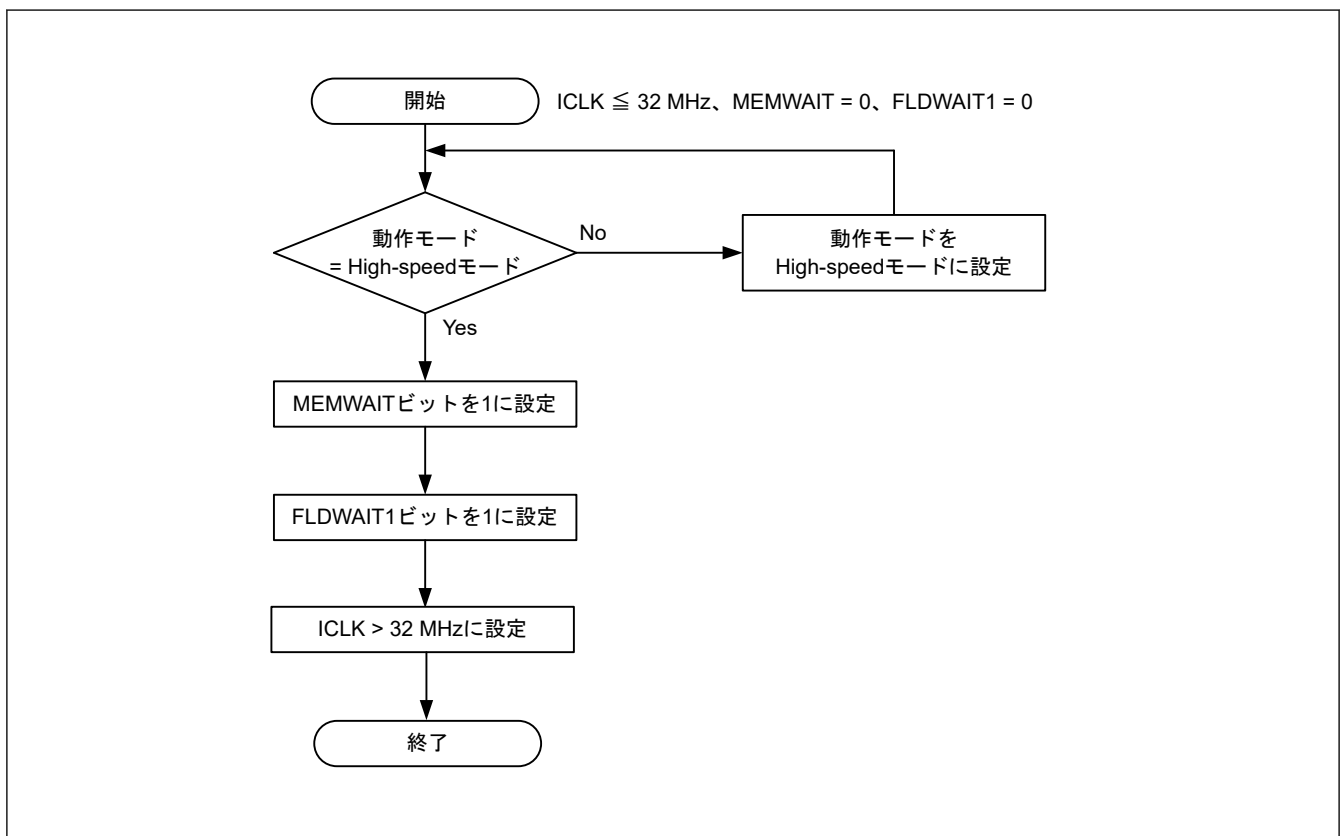 開始
ICLK ≦ 32 MHz、MEMWAIT = 0、FLDWAIT1 = 0
動作モード
= High-speedモード
No
動作モードを
High-speedモードに設定
Yes
MEMWAITビットを1に設定
FLDWAIT1ビットを1に設定
ICLK > 32 MHzに設定
終了